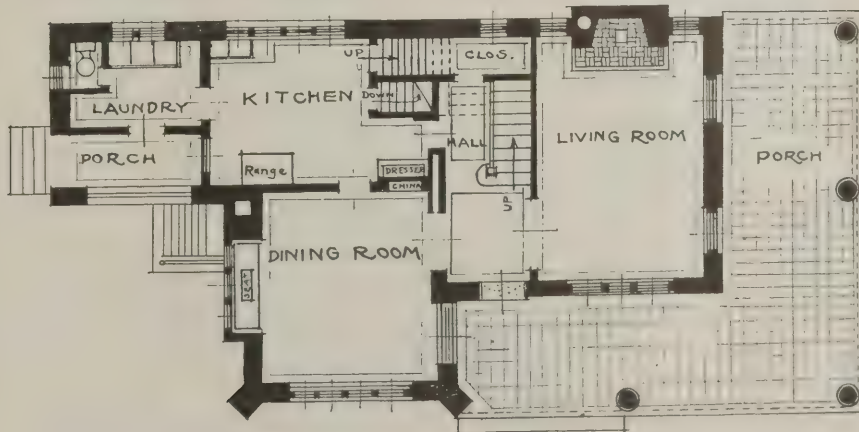 UP
CLOS.
LAUNDRY
KITCHEN
DOWN
HALL
LIVING ROOM
PORCH
PORCH
Range
DRESSER
CHINA
UP
DINING ROOM
SEAT